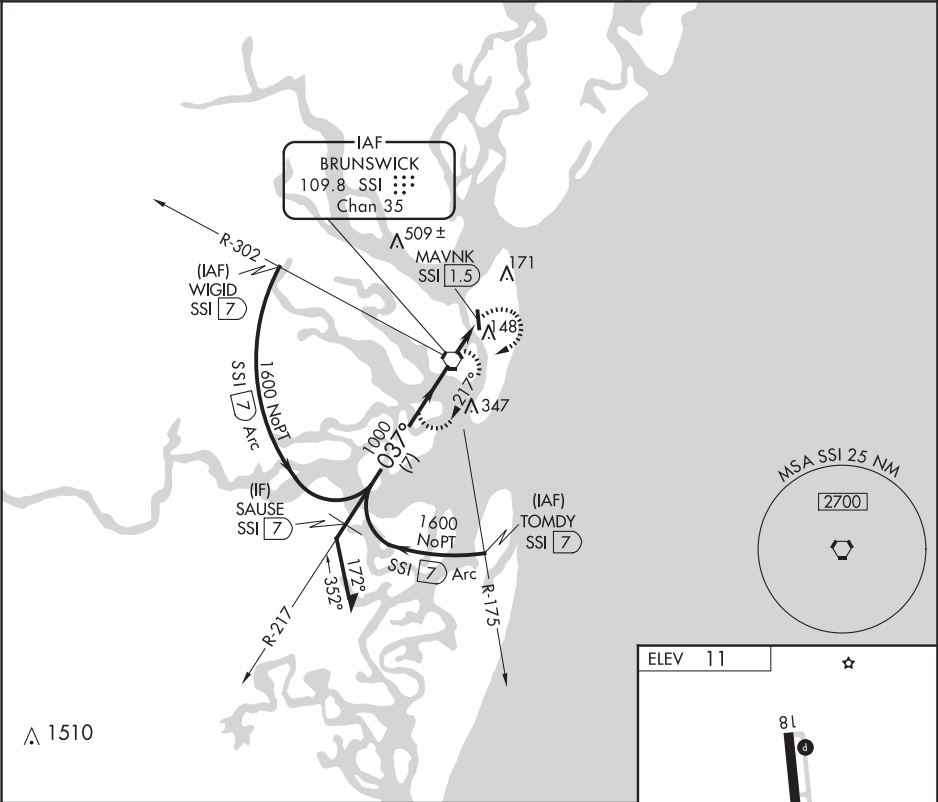 IAF
BRUNSWICK
109.8 SSI
Chan 35
509 ±
R-302
MAVNK
SSI 1.5
171
(IAF)
WIGID
SSI 7
148
1600 NoPT
SSI 7 Arc
217°
347
1000
037°
(7)
MSA SSI 25 NM
2700
(IF)
SAUSE
SSI 7
(IAF)
TOMDY
SSI 7
1600
NoPT
SSI 7 Arc
172°
352°
R-175
R-217
ELEV 11
1510
18
P